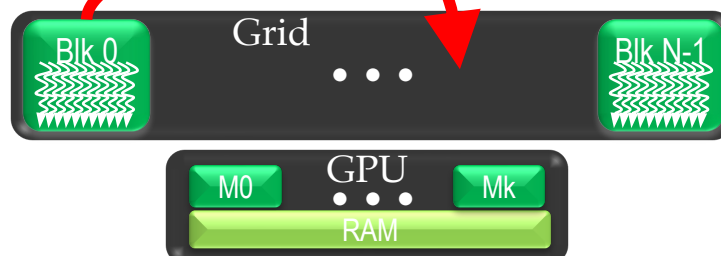 Grid
Blk 0
• • •
Blk N-1
GPU
M0
• • •
Mk
RAM